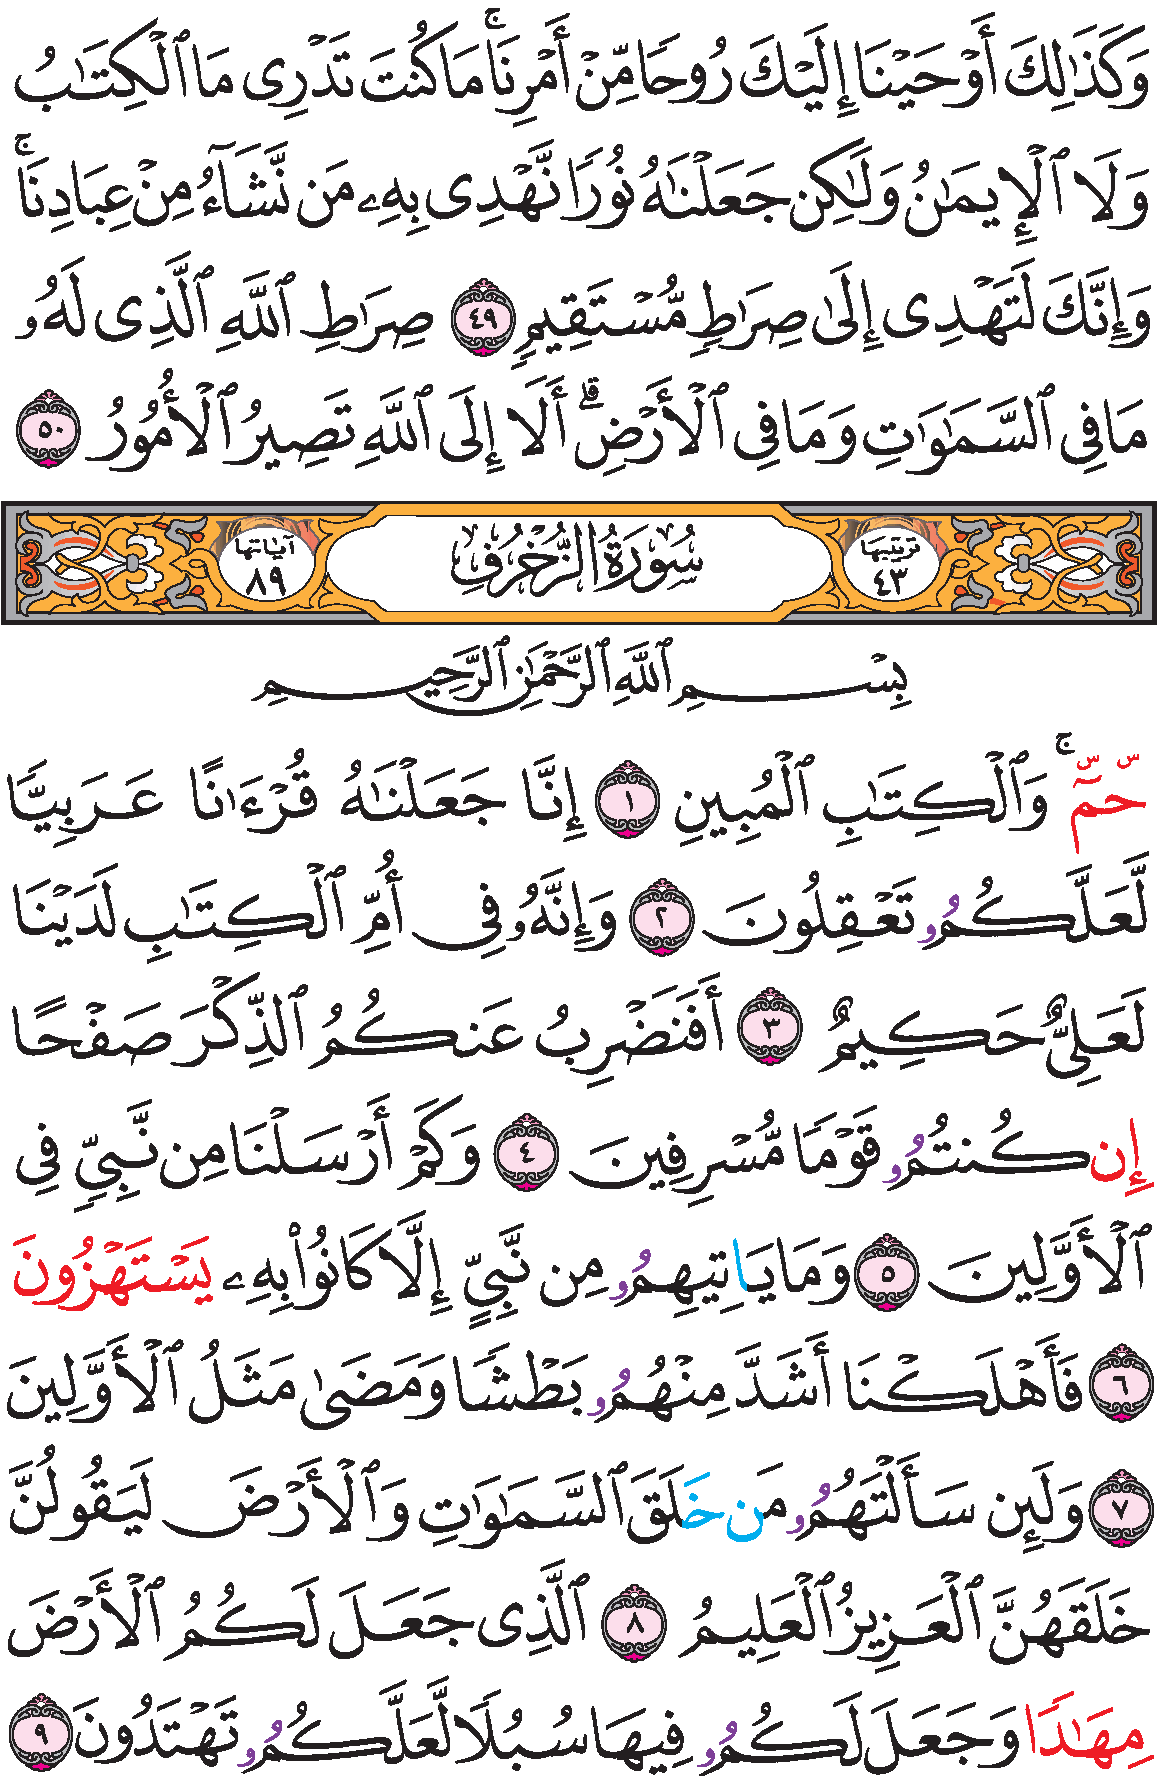 وَكَذَٰلِكَ أَوْحَيْنَا إِلَيْكَ رُوحًا مِّنْ أَمْرِنَا ۚ مَا كُنتَ تَدْرِى مَا ٱلْكِتَٰبُ
وَلَا ٱلْإِيمَٰنُ وَلَٰكِن جَعَلْنَٰهُ نُورًا نَّهْدِى بِهِۦ مَن نَّشَآءُ مِنْ عِبَادِنَا ۚ
وَإِنَّكَ لَتَهْدِى إِلَىٰ صِرَٰطٍ مُّسْتَقِيمٍ ٤٩ صِرَٰطِ ٱللَّهِ ٱلَّذِى لَهُۥ
مَا فِى ٱلسَّمَٰوَٰتِ وَمَا فِى ٱلْأَرْضِ ۗ أَلَا إِلَى ٱللَّهِ تَصِيرُ ٱلْأُمُورُ ٥٠
ترتيبها ٤٣ سُورَةُ الزُّخْرُفِ آياتها ٨٩
بِسْمِ ٱللَّهِ ٱلرَّحْمَٰنِ ٱلرَّحِيمِ
حمٓ ۚ وَٱلْكِتَٰبِ ٱلْمُبِينِ ١ إِنَّا جَعَلْنَٰهُ قُرْءَٰنًا عَرَبِيًّا
لَّعَلَّكُمُۥ تَعْقِلُونَ ٢ وَإِنَّهُۥ فِى أُمِّ ٱلْكِتَٰبِ لَدَيْنَا
لَعَلِىٌّ حَكِيمٌ ٣ أَفَنَضْرِبُ عَنكُمُ ٱلذِّكْرَ صَفْحًا
إِن كُنتُمُۥ قَوْمًا مُّسْرِفِينَ ٤ وَكَمْ أَرْسَلْنَا مِن نَّبِىٍّ فِى
ٱلْأَوَّلِينَ ٥ وَمَا يَاتِيهِمُۥ مِن نَّبِىٍّ إِلَّا كَانُوا۟ بِهِۦ يَسْتَهْزُونَ
٦ فَأَهْلَكْنَا أَشَدَّ مِنْهُمُۥ بَطْشًا وَمَضَىٰ مَثَلُ ٱلْأَوَّلِينَ
٧ وَلَئِن سَأَلْتَهُمُۥ مَن خَلَقَ ٱلسَّمَٰوَٰتِ وَٱلْأَرْضَ لَيَقُولُنَّ
خَلَقَهُنَّ ٱلْعَزِيزُ ٱلْعَلِيمُ ٨ ٱلَّذِى جَعَلَ لَكُمُ ٱلْأَرْضَ
مِهَٰدًا وَجَعَلَ لَكُمُۥ فِيهَا سُبُلًا لَّعَلَّكُمُۥ تَهْتَدُونَ ٩